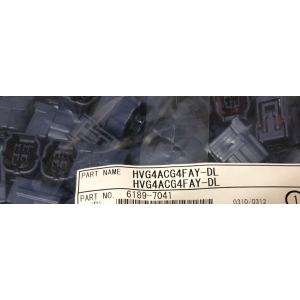 PART NAME HVG4ACG4FAY-DL
HVG4ACG4FAY-DL
PART NO. 6189-7041
0310/0312
1